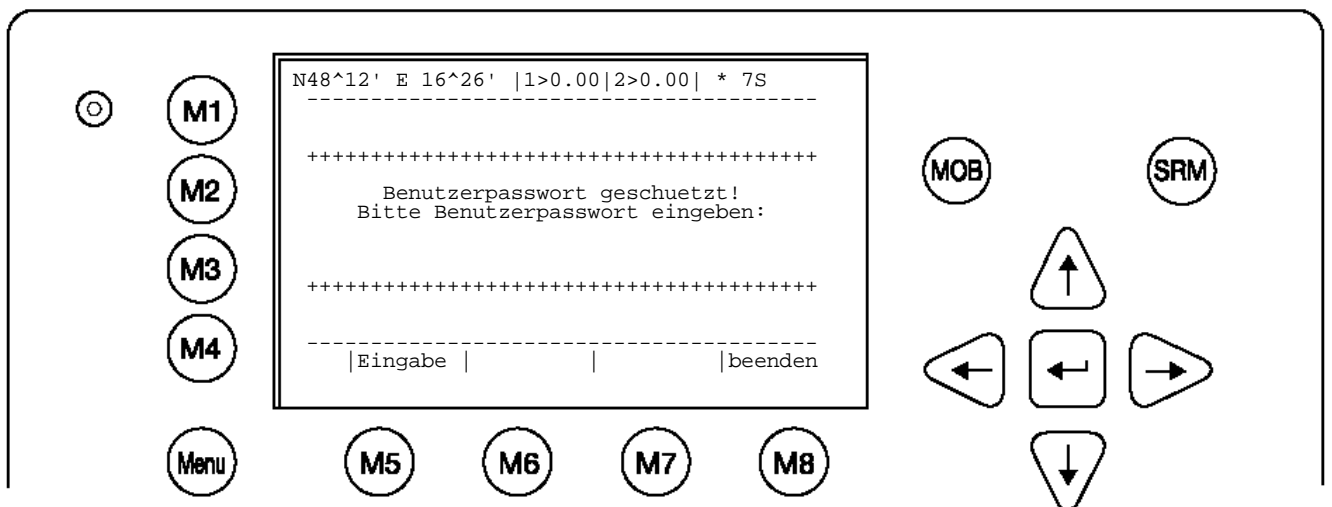 N48^12' E 16^26' |1>0.00|2>0.00| * 7S
----------------------------------------
M1
++++++++++++++++++++++++++++++++++++++++
MOB
SRM
M2
Benutzerpasswort geschuetzt!
Bitte Benutzerpasswort eingeben:
M3
++++++++++++++++++++++++++++++++++++++++
M4
----------------------------------------
|Eingabe | | |beenden
Menu
M5
M6
M7
M8